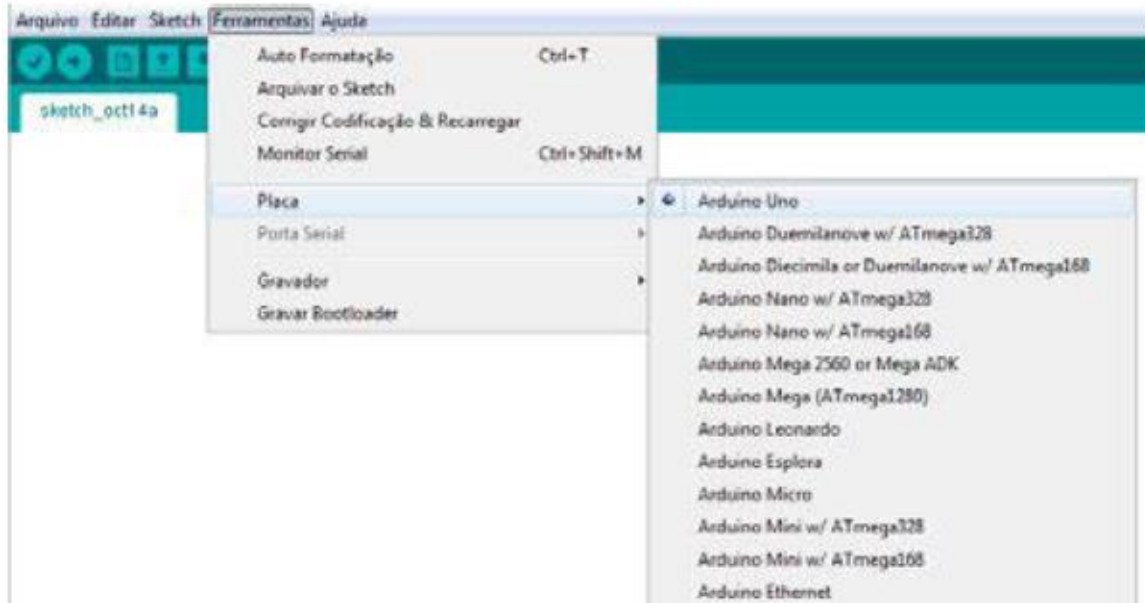 Arquivo Editar Sketch Ferramentas Ajuda
sketch_oct14a
Auto Formatação Ctrl+T
Arquivar o Sketch
Corrigir Codificação & Recarregar
Monitor Serial Ctrl+Shift+M
Placa
Porta Serial
Gravador
Gravar Bootloader
Arduino Uno
Arduino Duemilanove w/ ATmega328
Arduino Diecimila or Duemilanove w/ ATmega168
Arduino Nano w/ ATmega328
Arduino Nano w/ ATmega168
Arduino Mega 2560 or Mega ADK
Arduino Mega (ATmega1280)
Arduino Leonardo
Arduino Esplora
Arduino Micro
Arduino Mini w/ ATmega328
Arduino Mini w/ ATmega168
Arduino Ethernet